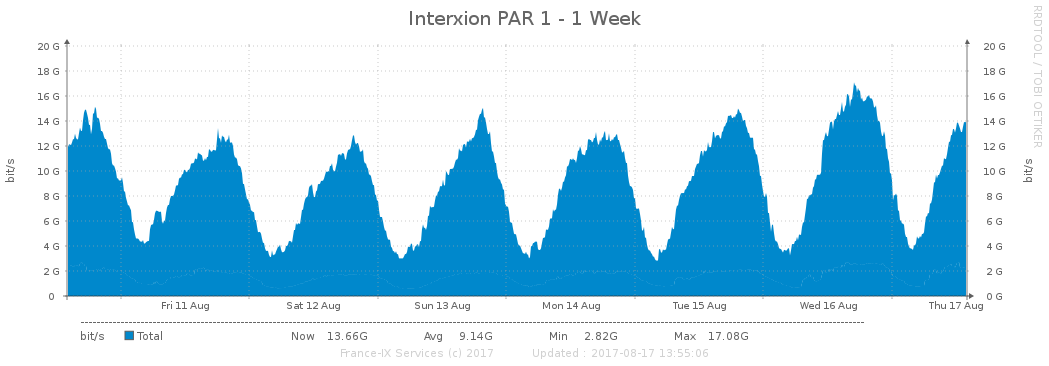 Interxion PAR 1 - 1 Week
RRDTOOL / TOBI OETIKER
bit/s
20 G
18 G
16 G
14 G
12 G
10 G
8 G
6 G
4 G
2 G
0
20 G
18 G
16 G
14 G
12 G
10 G
8 G
6 G
4 G
2 G
0 G
bit/s
Fri 11 Aug Sat 12 Aug Sun 13 Aug Mon 14 Aug Tue 15 Aug Wed 16 Aug Thu 17 Aug
bit/s Total Now 13.66G Avg 9.14G Min 2.82G Max 17.08G
France-IX Services (c) 2017 Updated : 2017-08-17 13:55:06